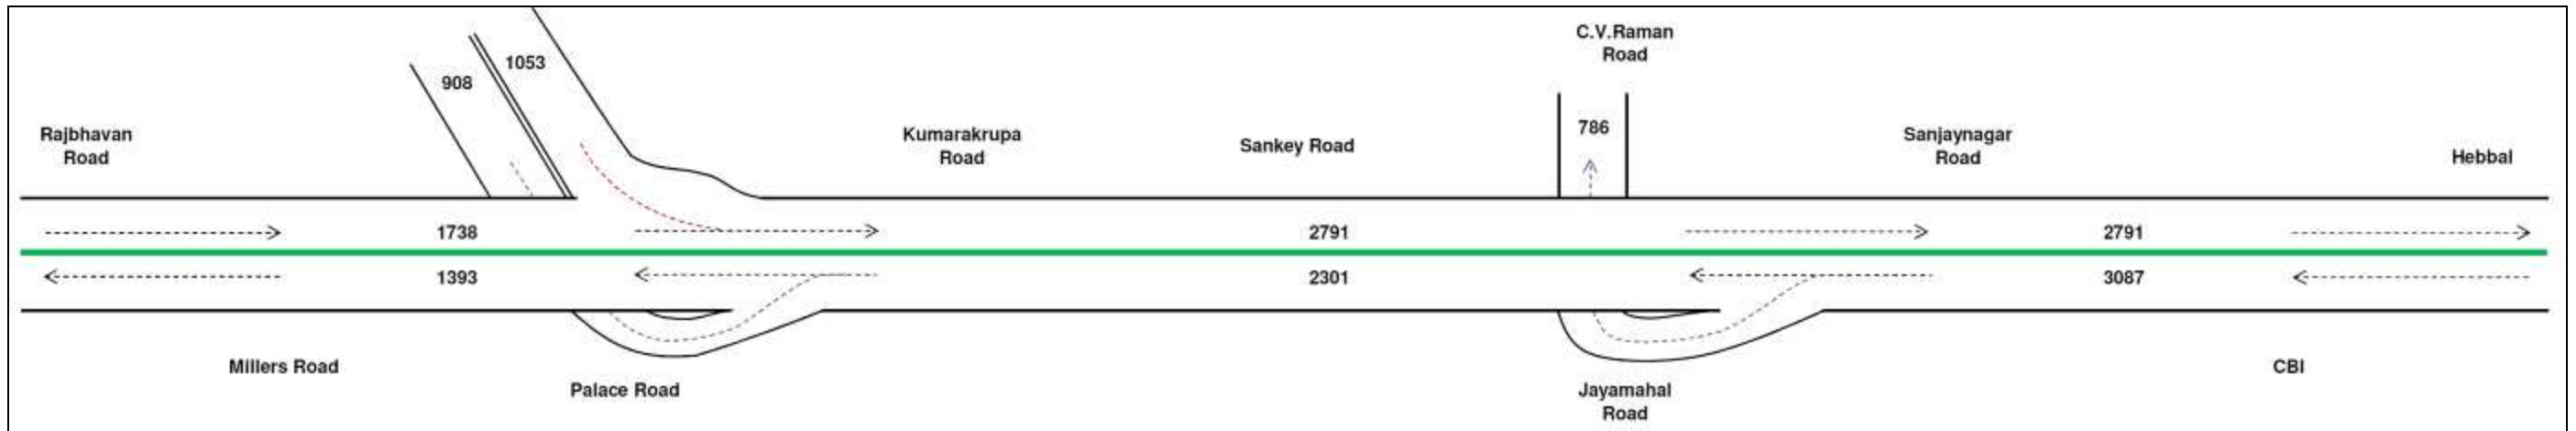 C.V.Raman
Road
1053
908
786
Rajbhavan
Road
Kumarakrupa
Road
Sankey Road
Sanjaynagar
Road
Hebbal
1738
2791
2791
1393
2301
3087
Millers Road
Palace Road
Jayamahal
Road
CBI